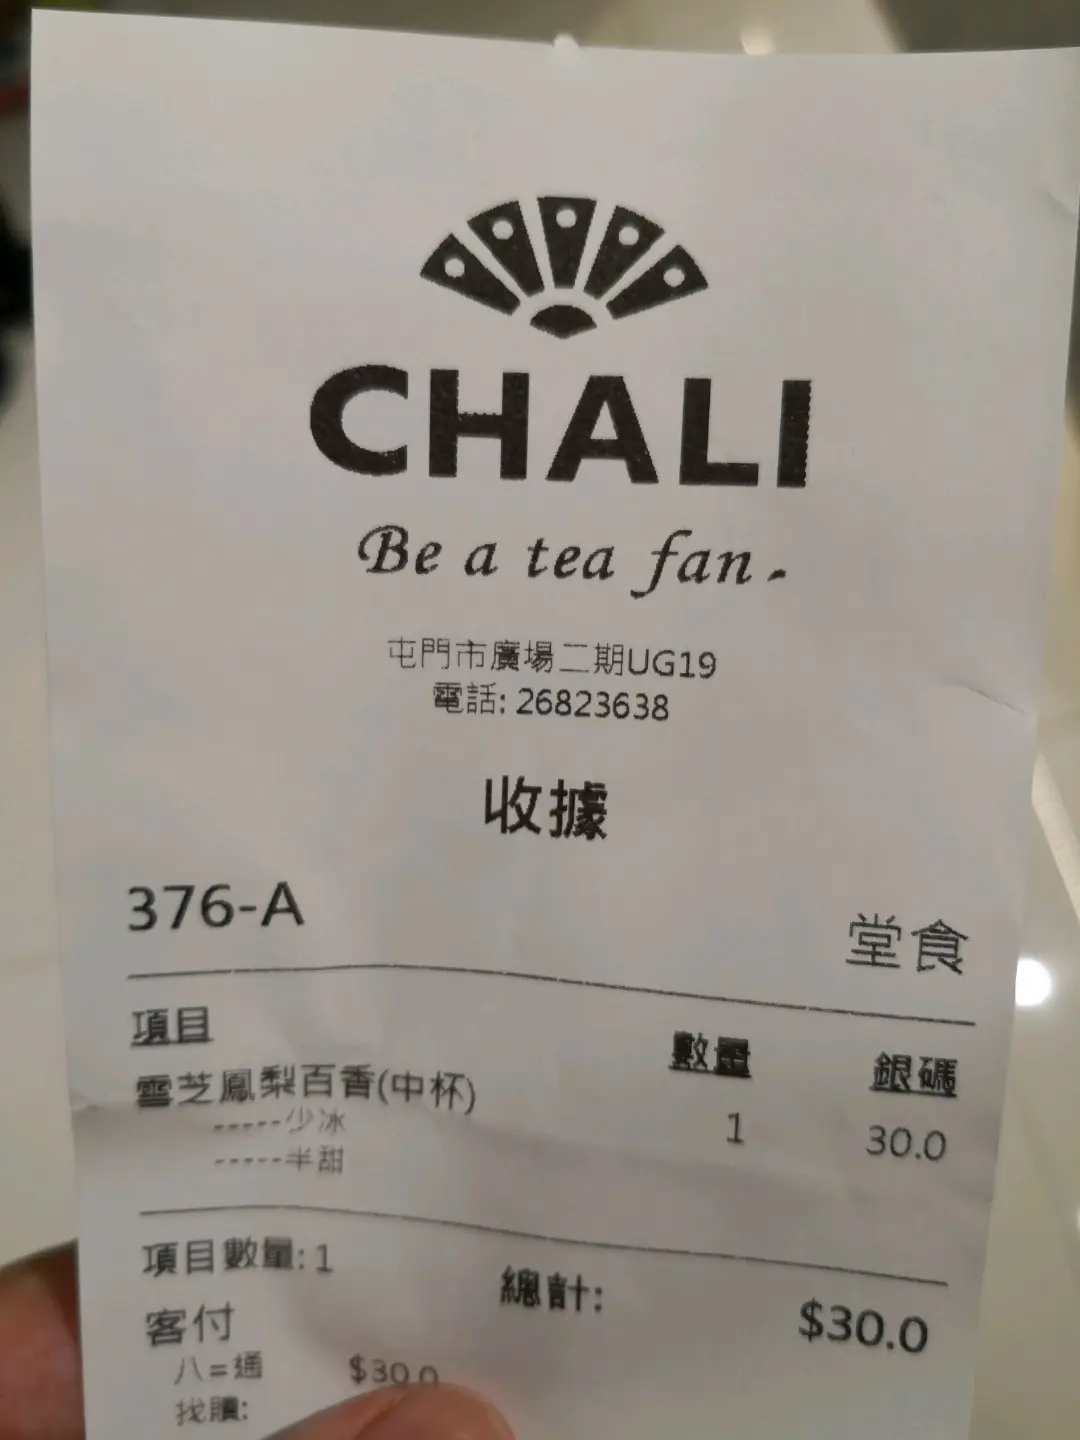 CHALI
Be a tea fan.
屯門市廣場二期UG19
電話: 26823638
收據
376-A
堂食
項目 數量 銀碼
雪芝鳳梨百香(中杯) 1 30.0
-----少冰
-----半甜
項目數量: 1 總計: $30.0
客付
八=通 $30.0
找贖: